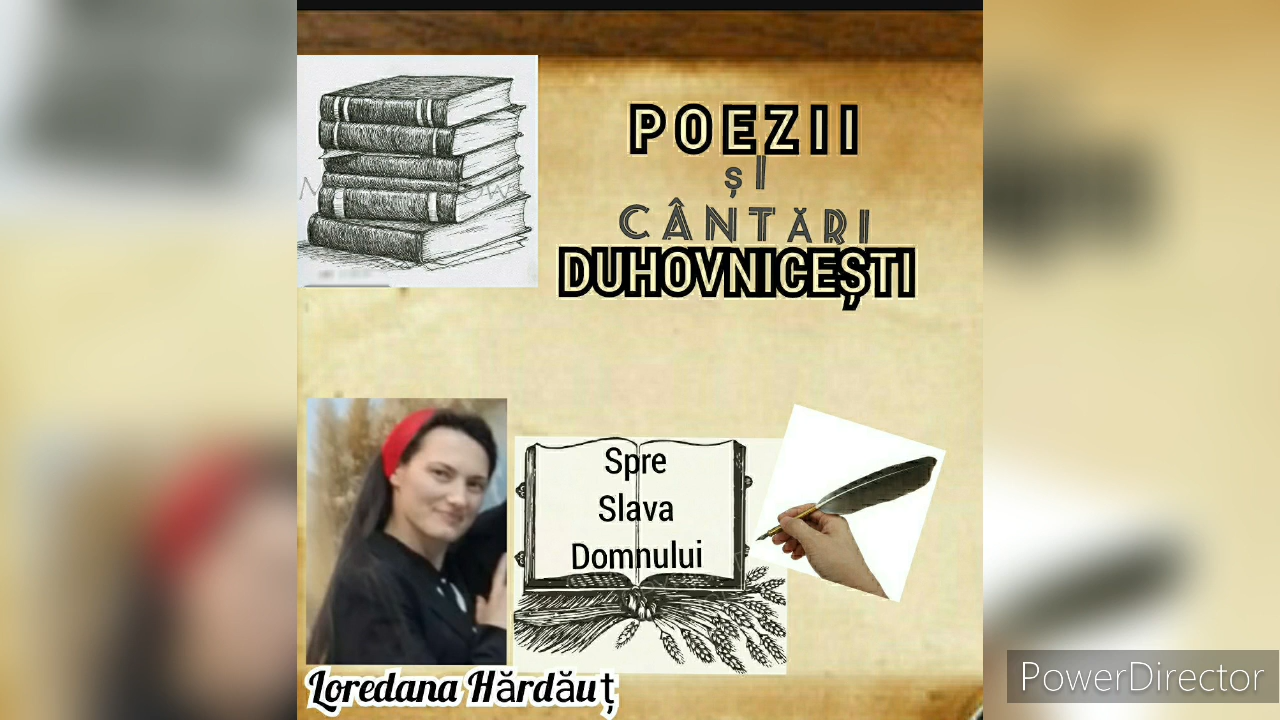 POEZII
șI
CÂNTĂRI
DUHOVNICEȘTI
Spre
Slava
Domnului
Loredana Hărdăuț
PowerDirector